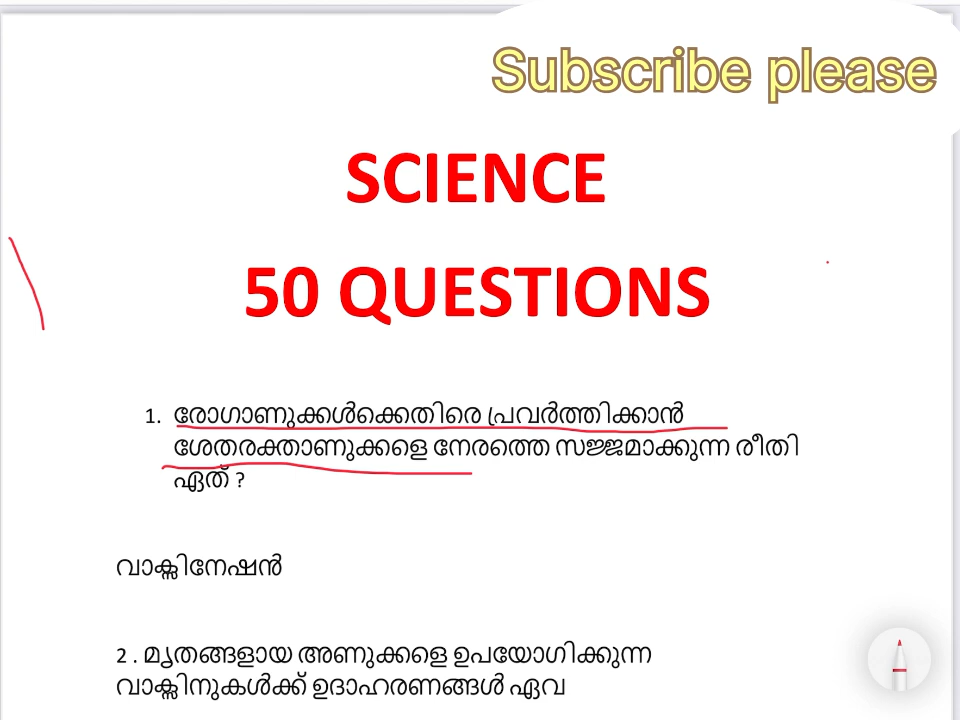 Subscribe please
SCIENCE
50 QUESTIONS
1. രോഗാണുക്കൾക്കെതിരെ പ്രവർത്തിക്കാൻ
ശേതരക്താണുക്കളെ നേരത്തെ സജ്ജമാക്കുന്ന രീതി
ഏത് ?
വാക്സിനേഷൻ
2 . മൃതങ്ങളായ അണുക്കളെ ഉപയോഗിക്കുന്ന
വാക്സിനുകൾക്ക് ഉദാഹരണങ്ങൾ ഏവ